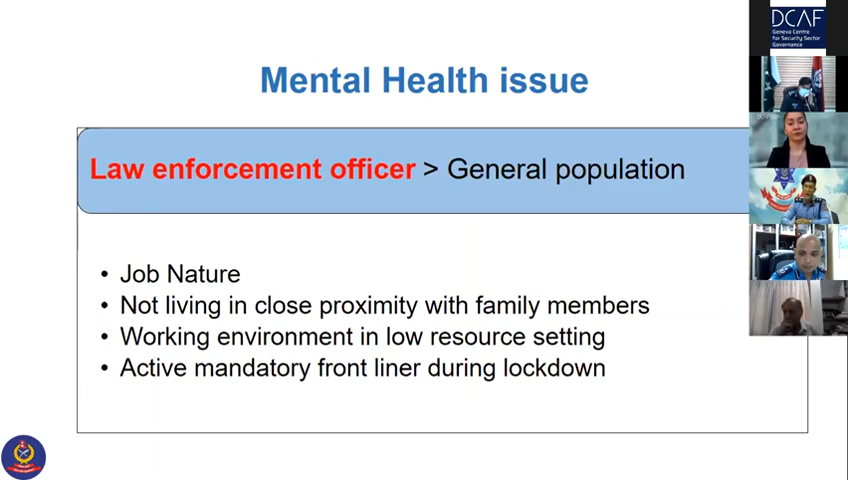 Mental Health issue
Law enforcement officer > General population
• Job Nature
• Not living in close proximity with family members
• Working environment in low resource setting
• Active mandatory front liner during lockdown
DCAF
Geneva Centre
for Security Sector
Governance